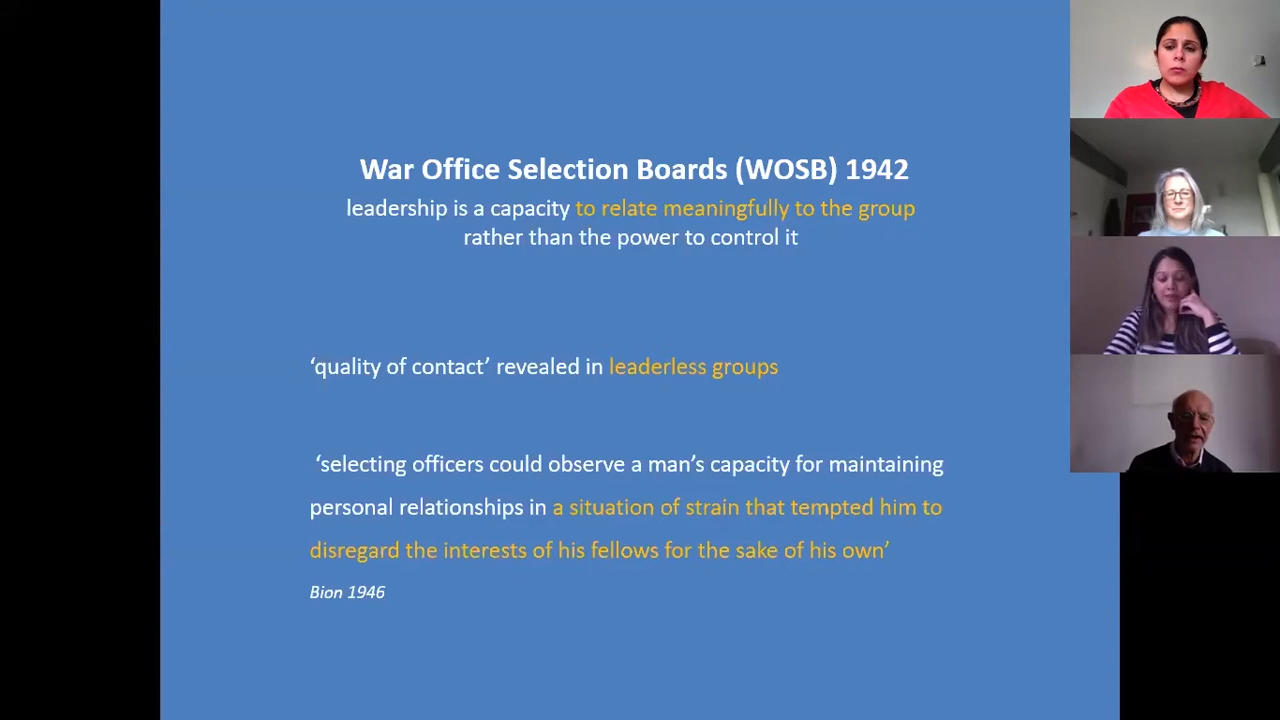 War Office Selection Boards (WOSB) 1942
leadership is a capacity to relate meaningfully to the group
rather than the power to control it
‘quality of contact’ revealed in leaderless groups
‘selecting officers could observe a man’s capacity for maintaining
personal relationships in a situation of strain that tempted him to
disregard the interests of his fellows for the sake of his own’
Bion 1946